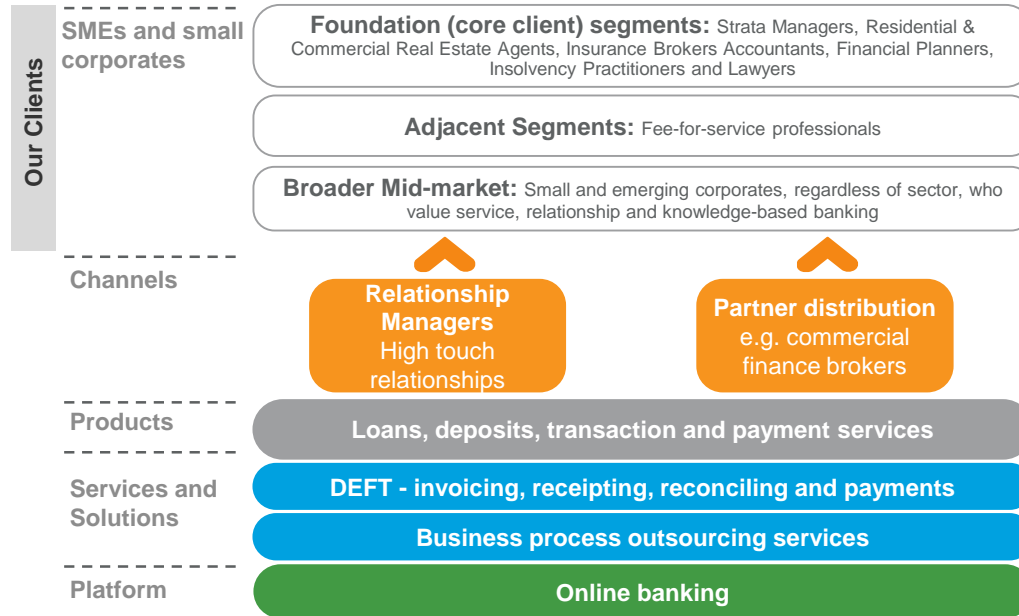 Our Clients
SMEs and small
corporates
Foundation (core client) segments: Strata Managers, Residential &
Commercial Real Estate Agents, Insurance Brokers Accountants, Financial Planners,
Insolvency Practitioners and Lawyers
Adjacent Segments: Fee-for-service professionals
Broader Mid-market: Small and emerging corporates, regardless of sector, who
value service, relationship and knowledge-based banking
Channels
Relationship
Managers
High touch
relationships
Partner distribution
e.g. commercial
finance brokers
Products
Loans, deposits, transaction and payment services
Services and
Solutions
DEFT - invoicing, receipting, reconciling and payments
Business process outsourcing services
Platform
Online banking